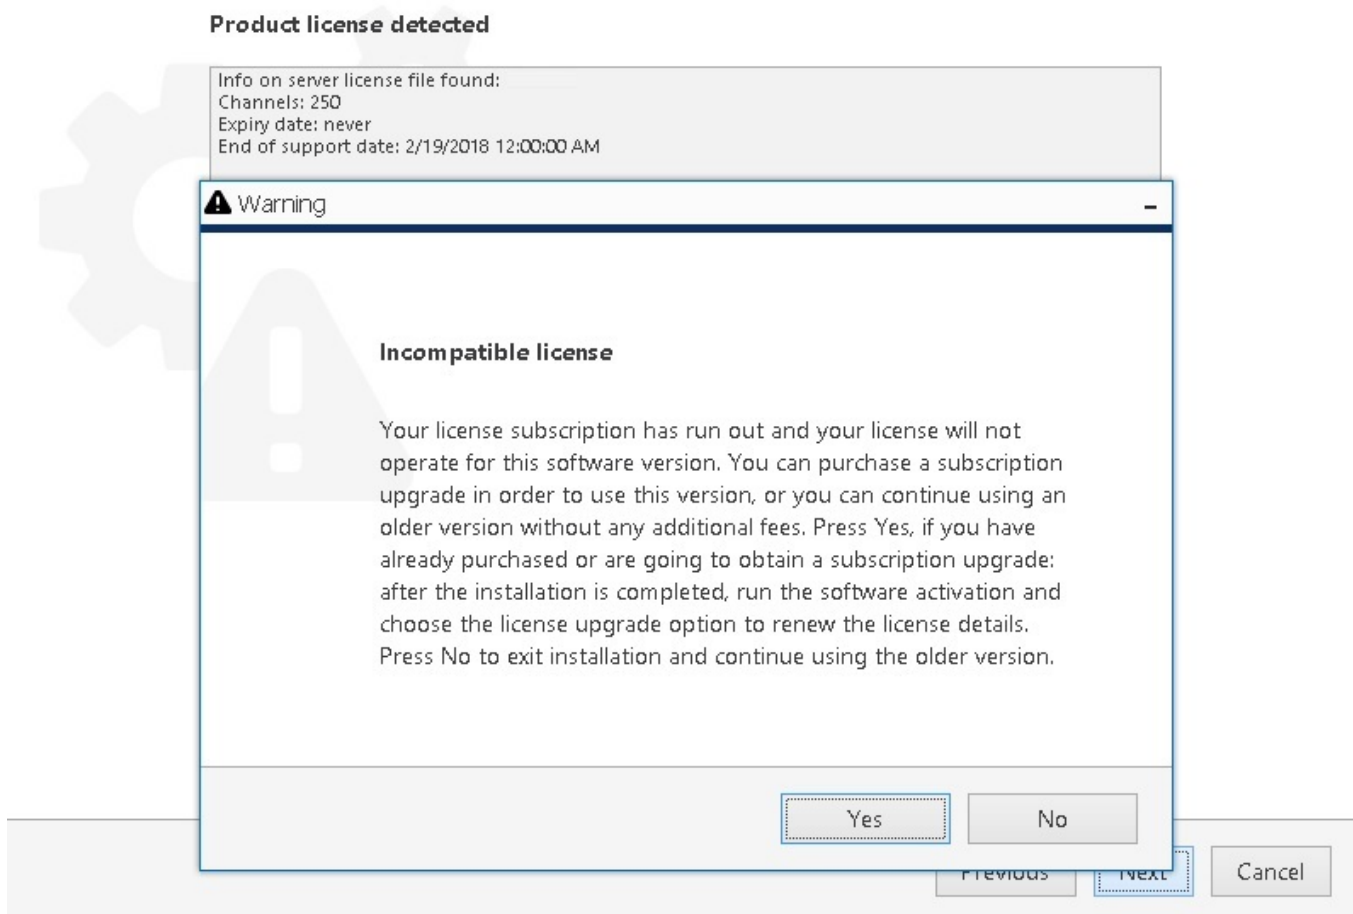 Product license detected
Info on server license file found:
Channels: 250
Expiry date: never
End of support date: 2/19/2018 12:00:00 AM
Warning
Incompatible license
Your license subscription has run out and your license will not
operate for this software version. You can purchase a subscription
upgrade in order to use this version, or you can continue using an
older version without any additional fees. Press Yes, if you have
already purchased or are going to obtain a subscription upgrade:
after the installation is completed, run the software activation and
choose the license upgrade option to renew the license details.
Press No to exit installation and continue using the older version.
Yes No
Previous Next Cancel